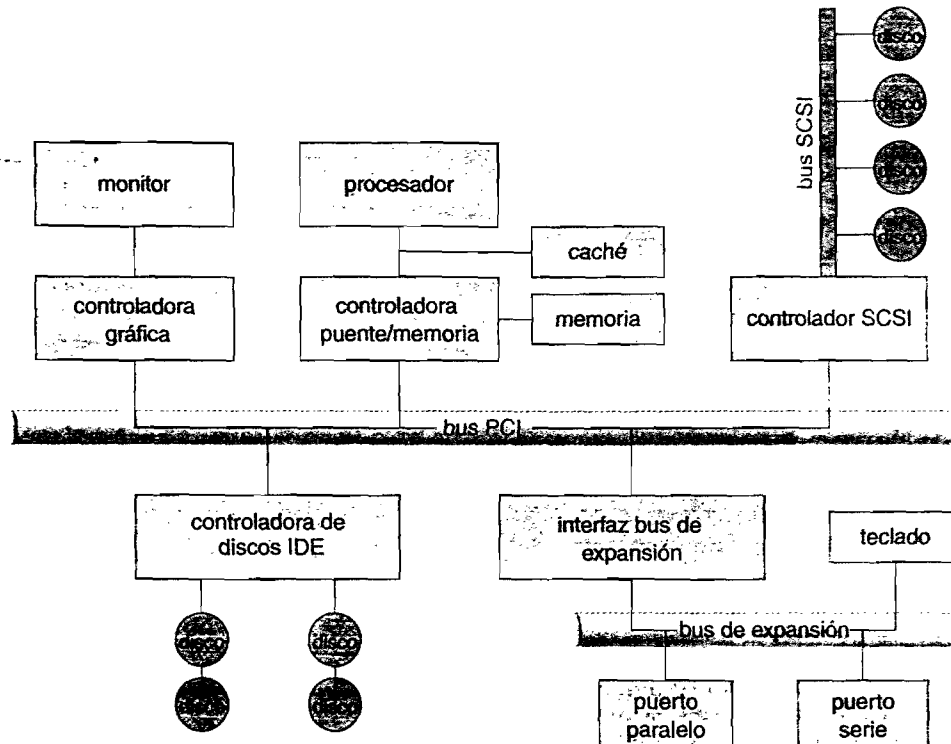 disco
disco
disco
disco
bus SCSI
monitor
procesador
caché
controladora
gráfica
controladora
puente/memoria
memoria
controlador SCSI
bus PCI
controladora de
discos IDE
interfaz bus de
expansión
teclado
disco
disco
disco
disco
bus de expansión
puerto
paralelo
puerto
serie